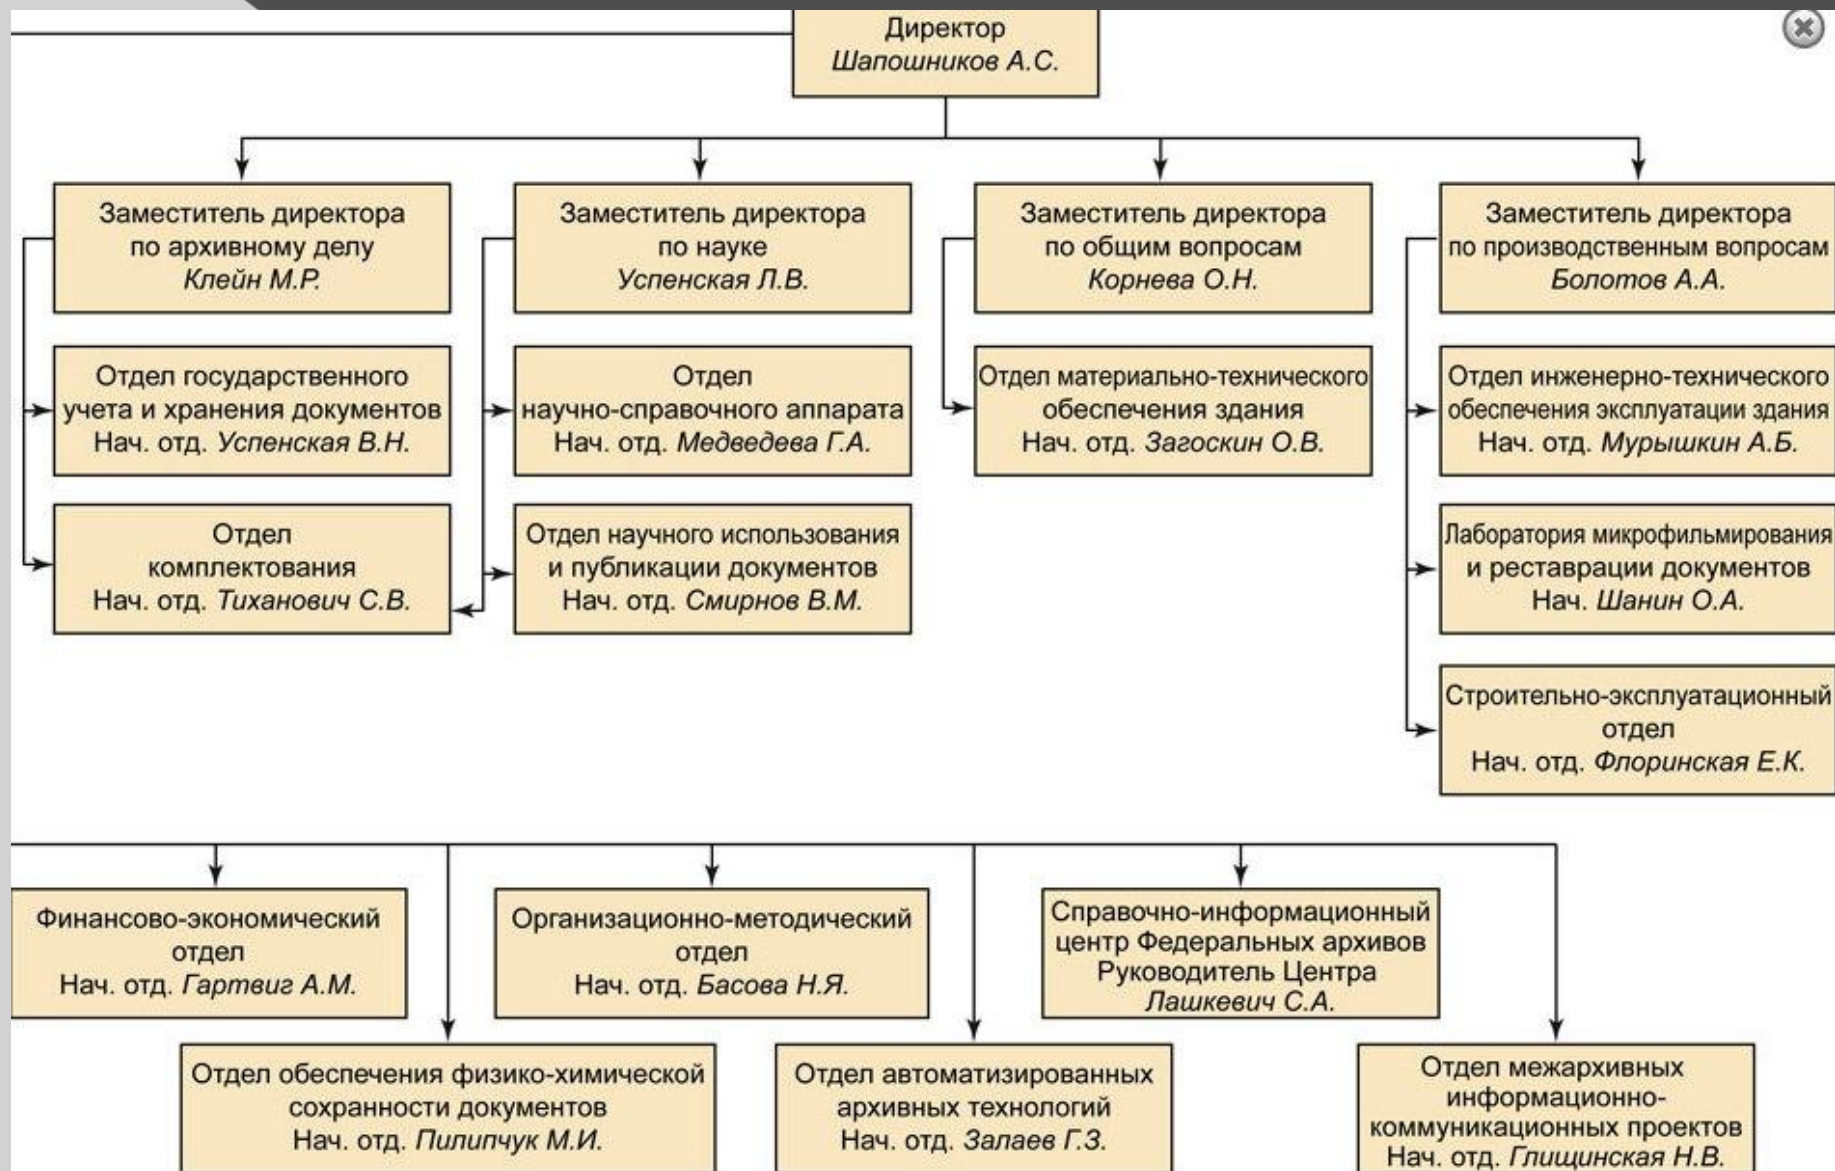 Директор
Шапошников А.С.
Заместитель директора
по архивному делу
Клейн М.Р.
Заместитель директора
по науке
Успенская Л.В.
Заместитель директора
по общим вопросам
Корнева О.Н.
Заместитель директора
по производственным вопросам
Болотов А.А.
Отдел государственного
учета и хранения документов
Нач. отд. Успенская В.Н.
Отдел
научно-справочного аппарата
Нач. отд. Медведева Г.А.
Отдел материально-технического
обеспечения здания
Нач. отд. Загоскин О.В.
Отдел инженерно-технического
обеспечения эксплуатации здания
Нач. отд. Мурышкин А.Б.
Отдел
комплектования
Нач. отд. Тиханович С.В.
Отдел научного использования
и публикации документов
Нач. отд. Смирнов В.М.
Лаборатория микрофильмирования
и реставрации документов
Нач. Шанин О.А.
Строительно-эксплуатационный
отдел
Нач. отд. Флоринская Е.К.
Финансово-экономический
отдел
Нач. отд. Гартвиг А.М.
Организационно-методический
отдел
Нач. отд. Басова Н.Я.
Справочно-информационный
центр Федеральных архивов
Руководитель Центра
Лашкевич С.А.
Отдел обеспечения физико-химической
сохранности документов
Нач. отд. Пилипчук М.И.
Отдел автоматизированных
архивных технологий
Нач. отд. Залаев Г.З.
Отдел межархивных
информационно-
коммуникационных проектов
Нач. отд. Глищинская Н.В.